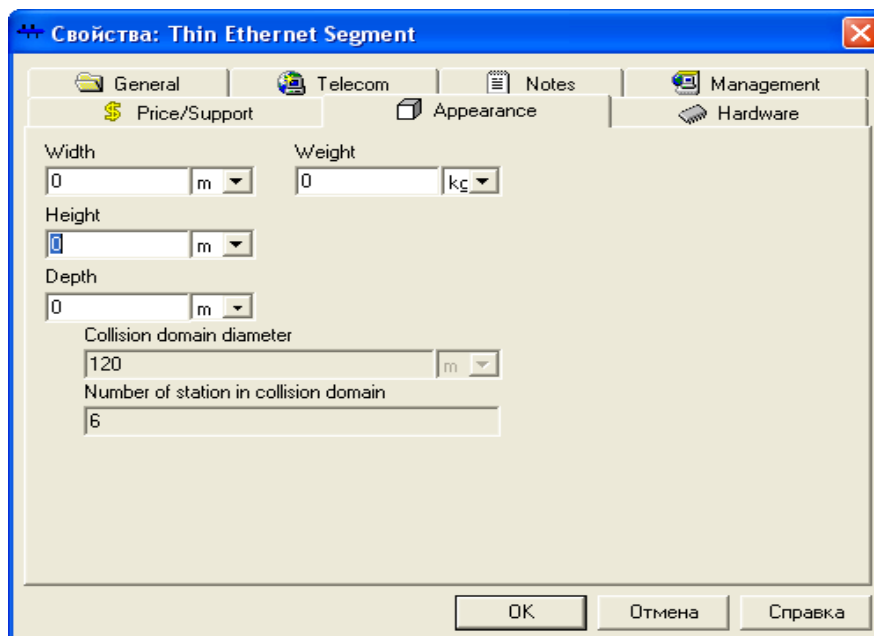 Свойства: Thin Ethernet Segment
General Telecom Notes Management
Price/Support Appearance Hardware
Width Weight
0 m 0 kg
Height
0 m
Depth
0 m
Collision domain diameter
120 m
Number of station in collision domain
6
OK Отмена Справка